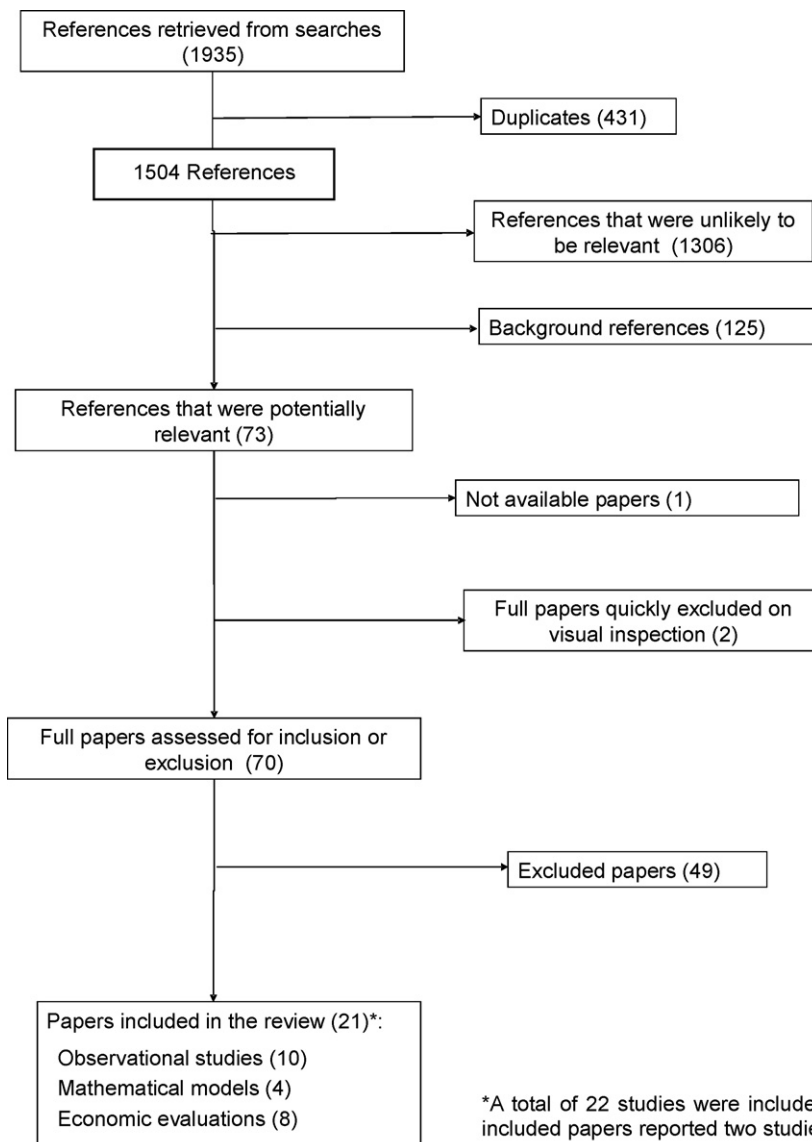 References retrieved from searches
(1935)
Duplicates (431)
1504 References
References that were unlikely to
be relevant (1306)
Background references (125)
References that were potentially
relevant (73)
Not available papers (1)
Full papers quickly excluded on
visual inspection (2)
Full papers assessed for inclusion or
exclusion (70)
Excluded papers (49)
Papers included in the review (21)*:
Observational studies (10)
Mathematical models (4)
Economic evaluations (8)
*A total of 22 studies were include
included papers reported two studie